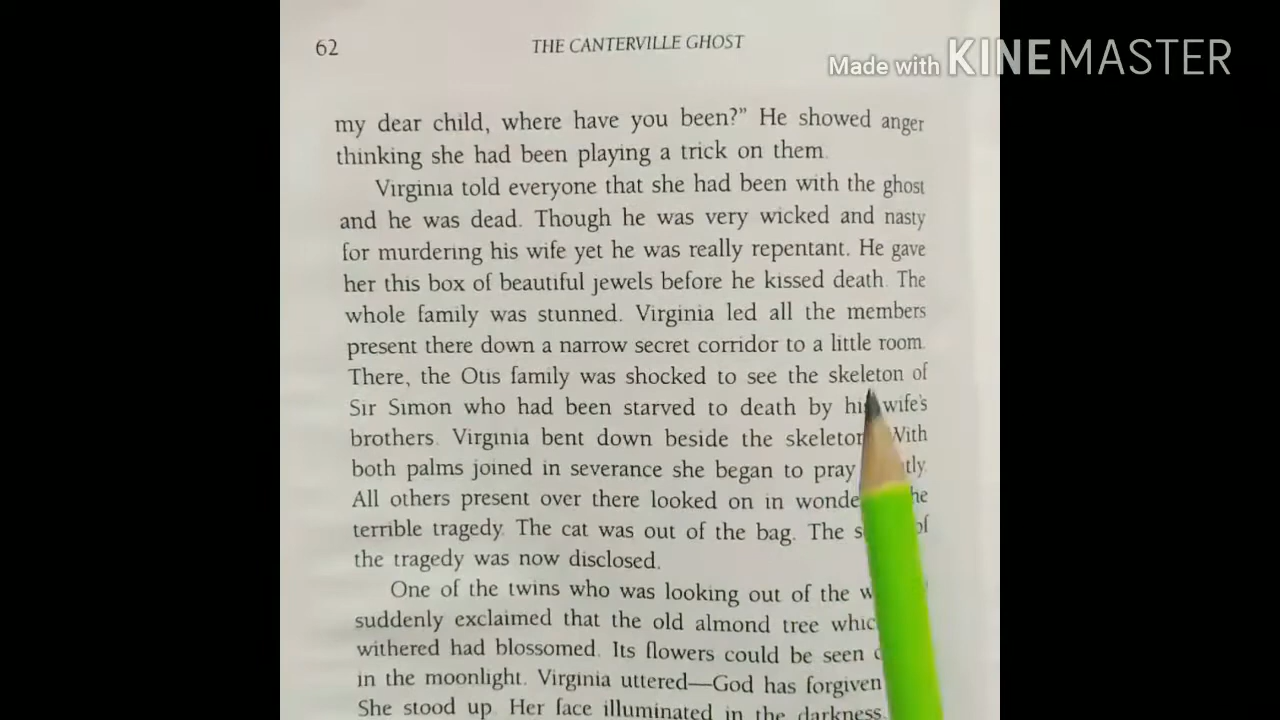 62
THE CANTERVILLE GHOST
Made with KINEMASTER
my dear child, where have you been?" He showed anger
thinking she had been playing a trick on them.
Virginia told everyone that she had been with the ghost
and he was dead. Though he was very wicked and nasty
for murdering his wife yet he was really repentant. He gave
her this box of beautiful jewels before he kissed death. The
whole family was stunned. Virginia led all the members
present there down a narrow secret corridor to a little room.
There, the Otis family was shocked to see the skeleton of
Sir Simon who had been starved to death by his wife's
brothers. Virginia bent down beside the skeleton. With
both palms joined in severance she began to pray
All others present over there looked on in
terrible tragedy. The cat was out of the bag. The of
the tragedy was now disclosed.
One of the twins who was looking out of the
suddenly exclaimed that the old almond tree
withered had blossomed. Its flowers could be seen
in the moonlight. Virginia uttered—God has forgiven
She stood up. Her face illuminated in the darkness.